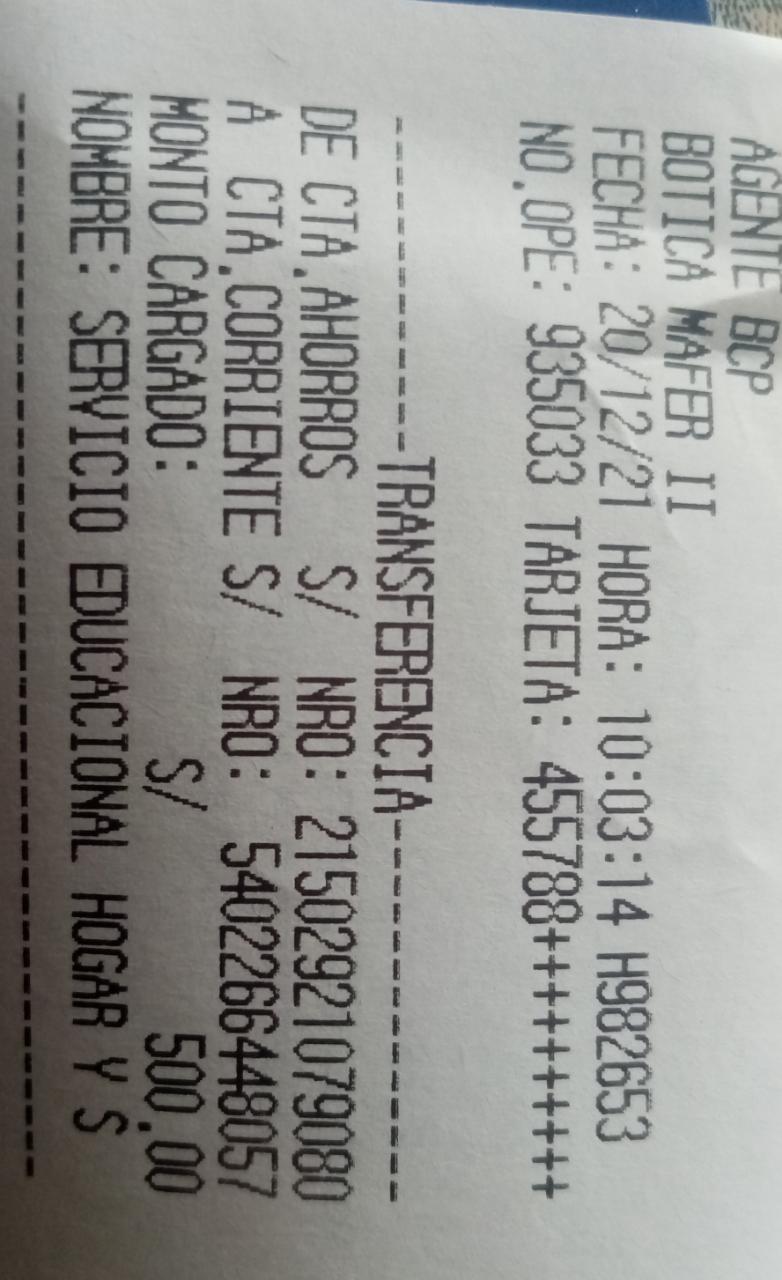 AGENTE BCP
BOTICA MAFER II
FECHA: 20/12/21 HORA: 10:03:14 H982653
NO.OPE: 935033 TARJETA: 455788++++++++++
----------------TRANSFERENCIA----------------
DE CTA.AHORROS S/ NRO: 21502921079080
A CTA.CORRIENTE S/ NRO: 5402266448057
MONTO CARGADO: S/ 500.00
NOMBRE: SERVICIO EDUCACIONAL HOGAR Y S
---------------------------------------------